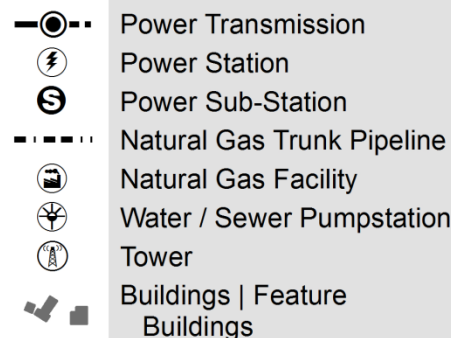 Power Transmission
Power Station
S Power Sub-Station
Natural Gas Trunk Pipeline
Natural Gas Facility
Water / Sewer Pumpstation
Tower
Buildings | Feature
Buildings